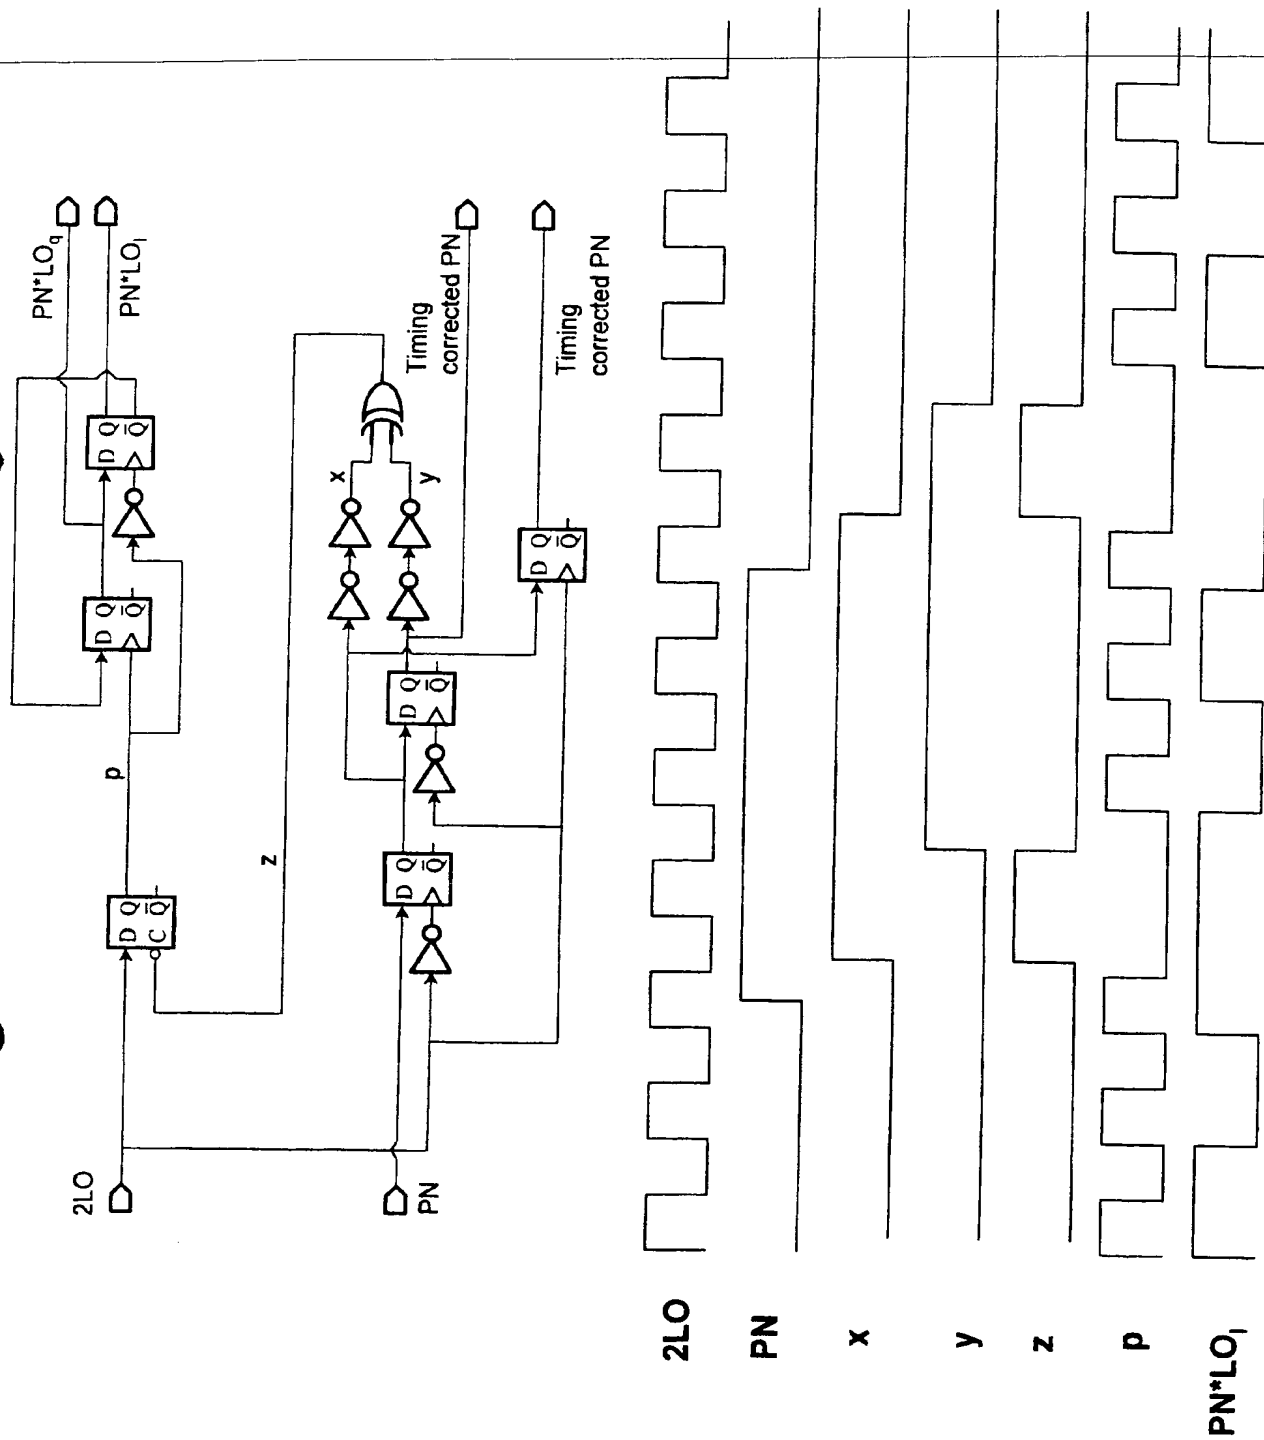 PN*LOq
PN*LOI
D Q
Q
D Q
Q
p
D Q
C Q
2LO
z
x
y
Timing
corrected PN
D Q
Q
D Q
Q
D Q
Q
Timing
corrected PN
PN
2LO
PN
x
y
z
p
PN*LOI